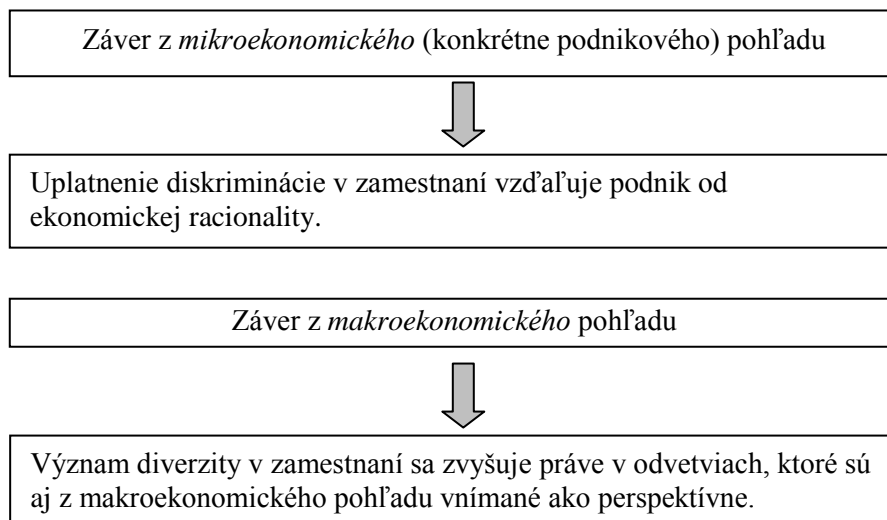 Záver z mikroekonomického (konkrétne podnikového) pohľadu
Uplatnenie diskriminácie v zamestnaní vzďaľuje podnik od
ekonomickej racionality.
Záver z makroekonomického pohľadu
Význam diverzity v zamestnaní sa zvyšuje práve v odvetviach, ktoré sú
aj z makroekonomického pohľadu vnímané ako perspektívne.